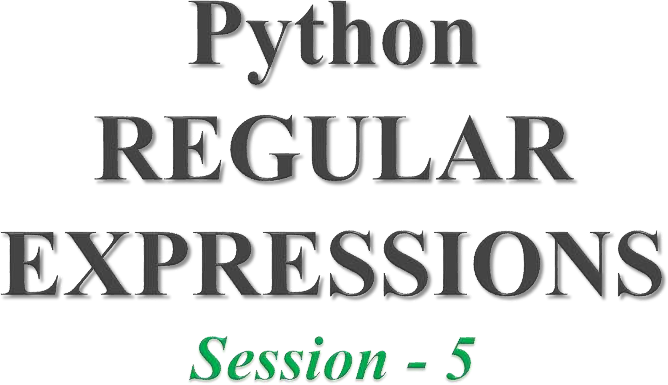 Python
REGULAR
EXPRESSIONS
Session - 5